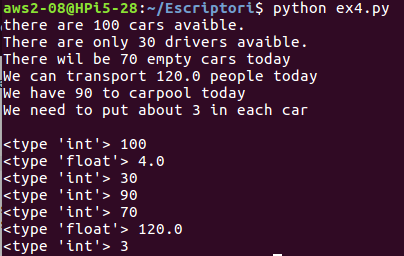 aws2-08@HPi5-28:~/Escriptori$ python ex4.py
there are 100 cars avaible.
There are only 30 drivers avaible.
There wil be 70 empty cars today
We can transport 120.0 people today
We have 90 to carpool today
We need to put about 3 in each car
<type 'int'> 100
<type 'float'> 4.0
<type 'int'> 30
<type 'int'> 90
<type 'int'> 70
<type 'float'> 120.0
<type 'int'> 3